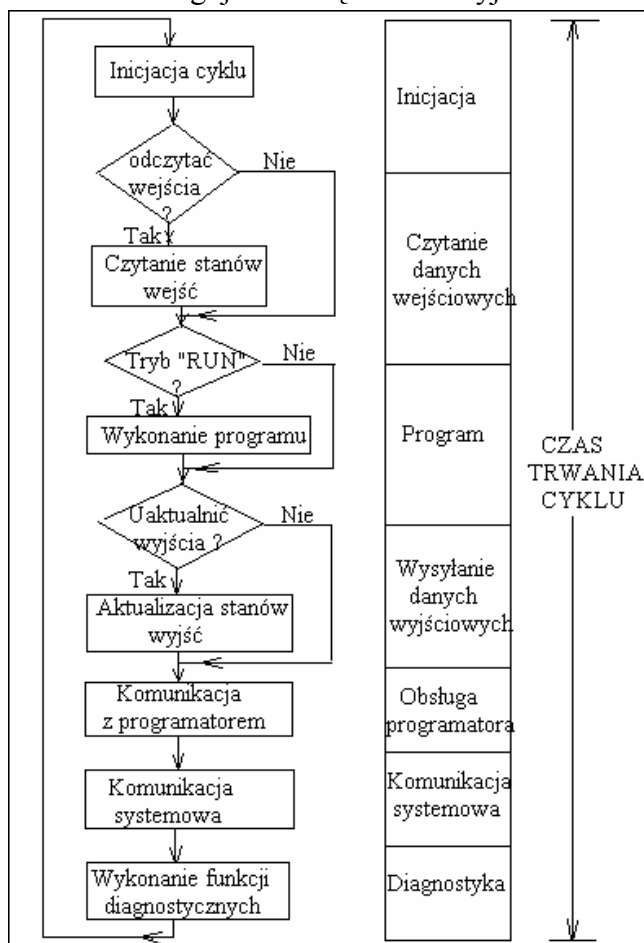 Inicjacja cyklu
odczytać
wejścia
?
Nie
Tak
Czytanie stanów
wejść
Tryb "RUN"
?
Nie
Tak
Wykonanie programu
Uaktualnić
wyjścia ?
Nie
Tak
Aktualizacja stanów
wyjść
Komunikacja
z programatorem
Komunikacja
systemowa
Wykonanie funkcji
diagnostycznych
Inicjacja
Czytanie
danych
wejściowych
Program
Wysyłanie
danych
wyjściowych
Obsługa
programatora
Komunikacja
systemowa
Diagnostyka
CZAS
TRWANIA
CYKLU